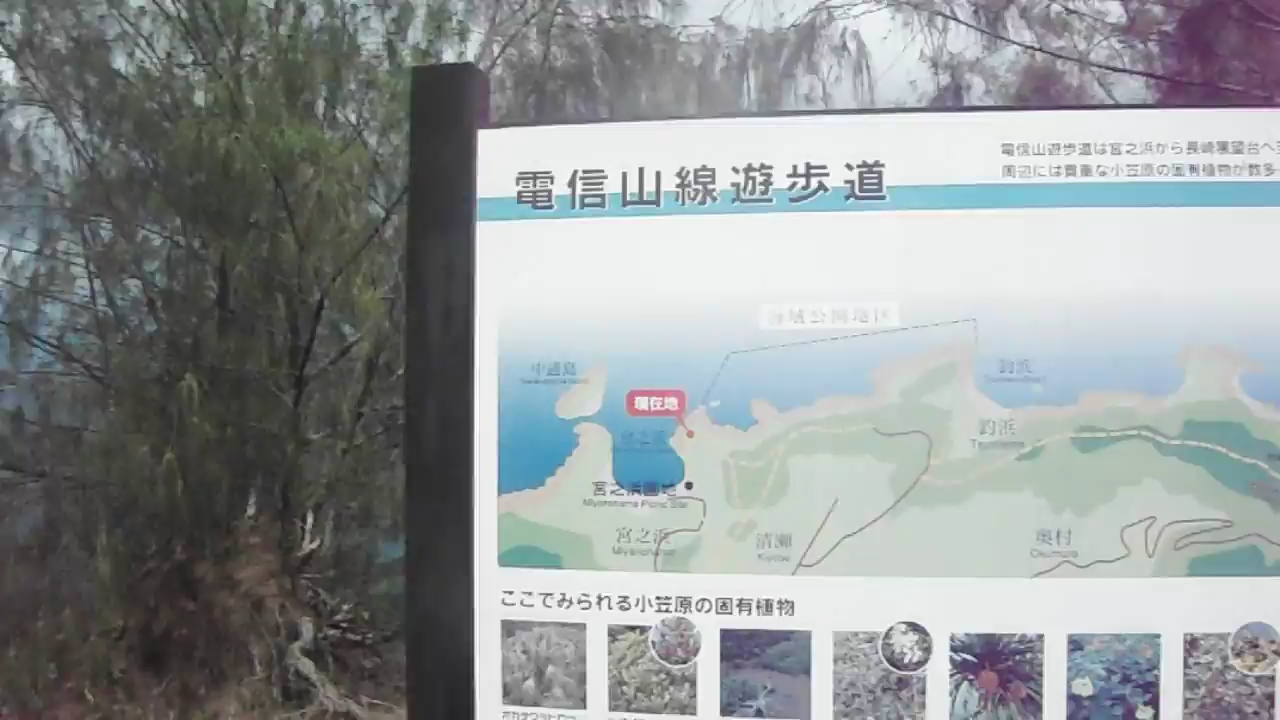 電信山線遊歩道
電信山遊歩道は宮之浜から長崎展望台へ
周辺には貴重な小笠原の固有植物が数多
海域公園地区
中通島
釣浜
現在地
宮之浜
釣浜
宮之浜園地
Miyanohama Picnic Site
宮之浜
Miyanohama
清瀬
Kiyose
奥村
Okumura
ここでみられる小笠原の固有植物